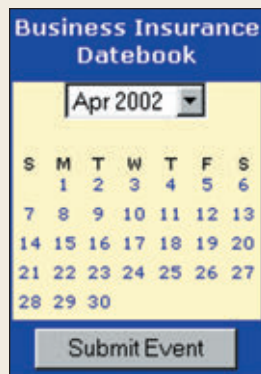 Business Insurance
Datebook
Apr 2002
S M T W T F S
1 2 3 4 5 6
7 8 9 10 11 12 13
14 15 16 17 18 19 20
21 22 23 24 25 26 27
28 29 30
Submit Event